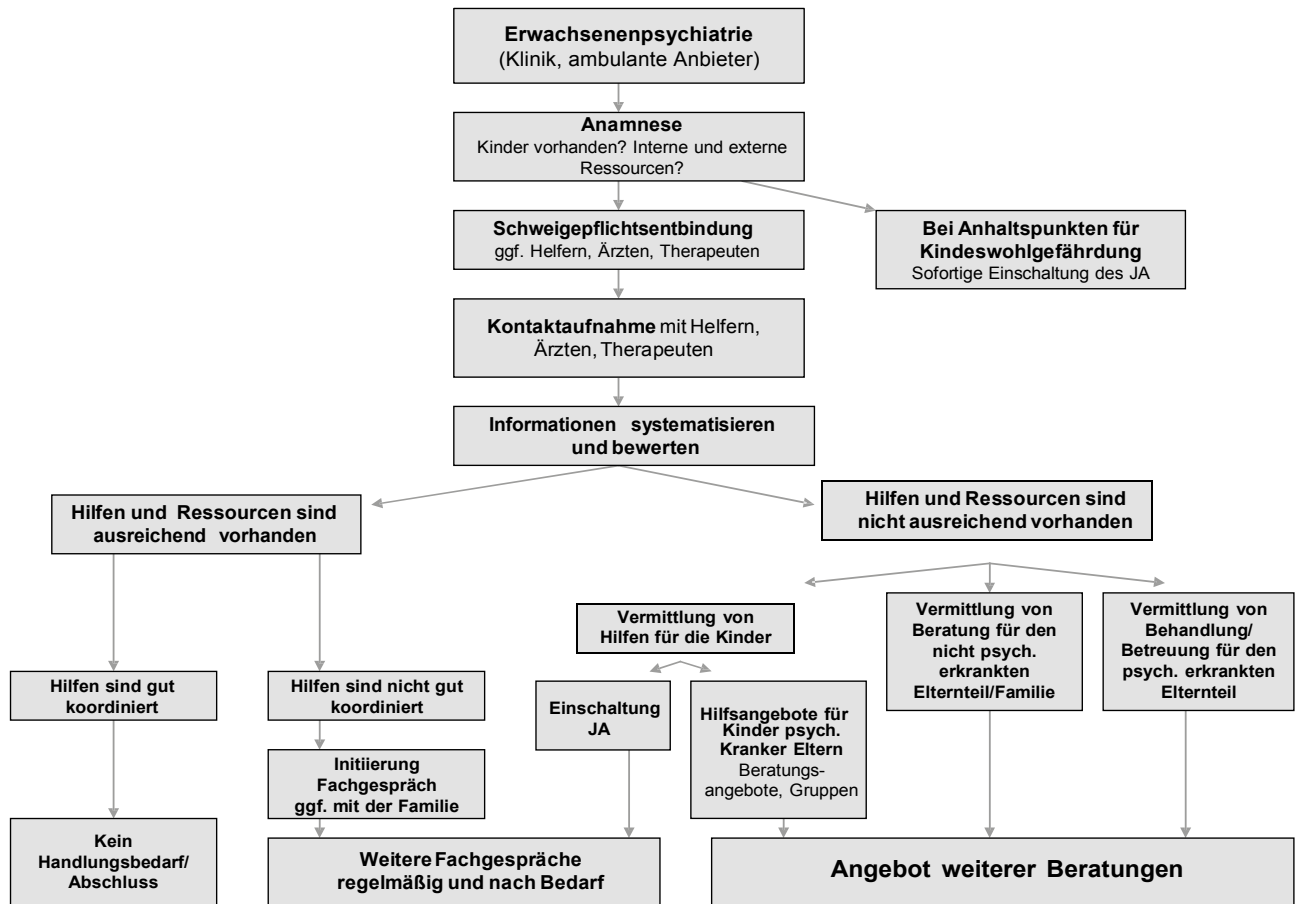 Erwachsenenpsychiatrie
(Klinik, ambulante Anbieter)
Anamnese
Kinder vorhanden? Interne und externe
Ressourcen?
Schweigepflichtsentbindung
ggf. Helfern, Ärzten, Therapeuten
Bei Anhaltspunkten für
Kindeswohlgefährdung
Sofortige Einschaltung des JA
Kontaktaufnahme mit Helfern,
Ärzten, Therapeuten
Informationen systematisieren
und bewerten
Hilfen und Ressourcen sind
ausreichend vorhanden
Hilfen und Ressourcen sind
nicht ausreichend vorhanden
Vermittlung von
Hilfen für die Kinder
Vermittlung von
Beratung für den
nicht psych.
erkrankten
Elternteil/Familie
Vermittlung von
Behandlung/
Betreuung für den
psych. erkrankten
Elternteil
Hilfen sind gut
koordiniert
Hilfen sind nicht gut
koordiniert
Einschaltung
JA
Hilfsangebote für
Kinder psych.
Kranker Eltern
Beratungs-
angebote, Gruppen
Initiierung
Fachgespräch
ggf. mit der Familie
Kein
Handlungsbedarf/
Abschluss
Weitere Fachgespräche
regelmäßig und nach Bedarf
Angebot weiterer Beratungen